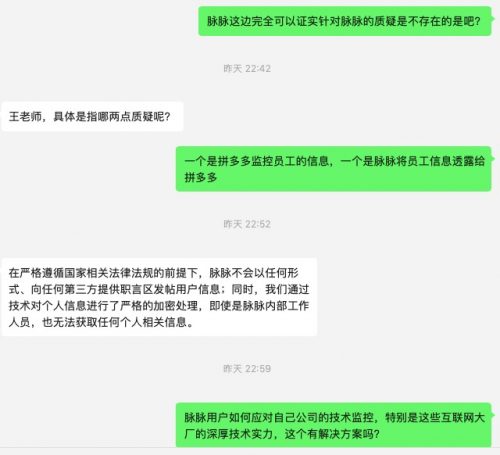 脉脉这边完全可以证实针对脉脉的质疑是不存在的是吧?
昨天 22:42
王老师，具体是指哪两点质疑呢?
一个是拼多多监控员工的信息，一个是脉脉将员工信息透露给
拼多多
昨天 22:52
在严格遵循国家相关法律法规的前提下，脉脉不会以任何形
式、向任何第三方提供职言区发帖用户信息；同时，我们通过
技术对个人信息进行了严格的加密处理，即使是脉脉内部工作
人员，也无法获取任何个人相关信息。
昨天 22:59
脉脉用户如何应对自己公司的技术监控，特别是这些互联网大
厂的深厚技术实力，这个有解决方案吗?